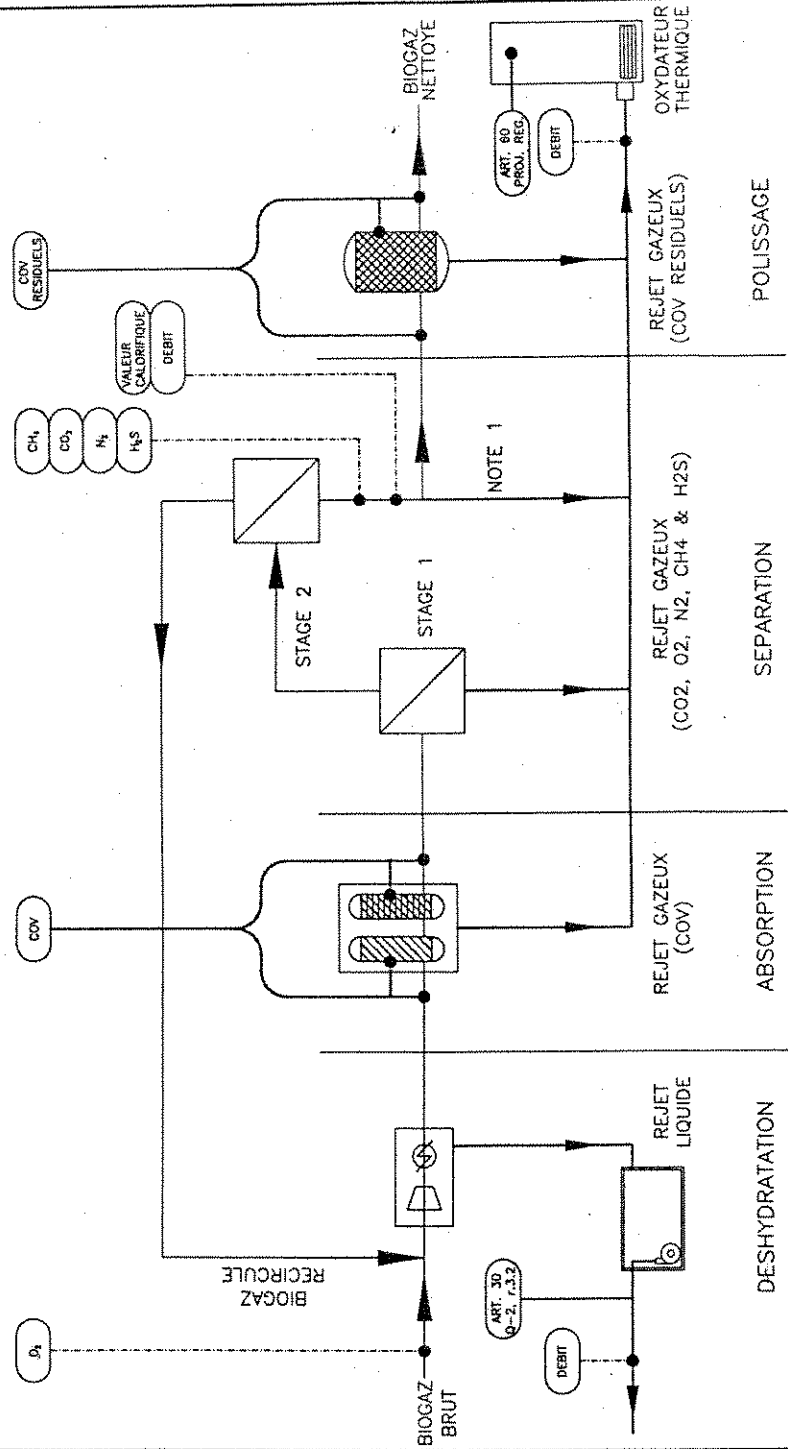 O₂
BIOGAZ
BRUT
BIOGAZ
RECIRCULE
ART. 30
Q-2, r.3.2
DEBIT
REJET
LIQUIDE
DESHYDRATATION
COV
REJET GAZEUX
(COV)
ABSORPTION
CH₄
CO₂
N₂
H₂S
VALEUR
CALORIFIQUE
DEBIT
STAGE 2
STAGE 1
NOTE 1
REJET GAZEUX
(CO2, O2, N2, CH4 & H2S)
SEPARATION
COV
RESIDUELS
BIOGAZ
NETTOYE
REJET GAZEUX
(COV RESIDUELS)
POLISSAGE
ART. 60
PROJ. REG.
DEBIT
OXYDATEUR
THERMIQUE